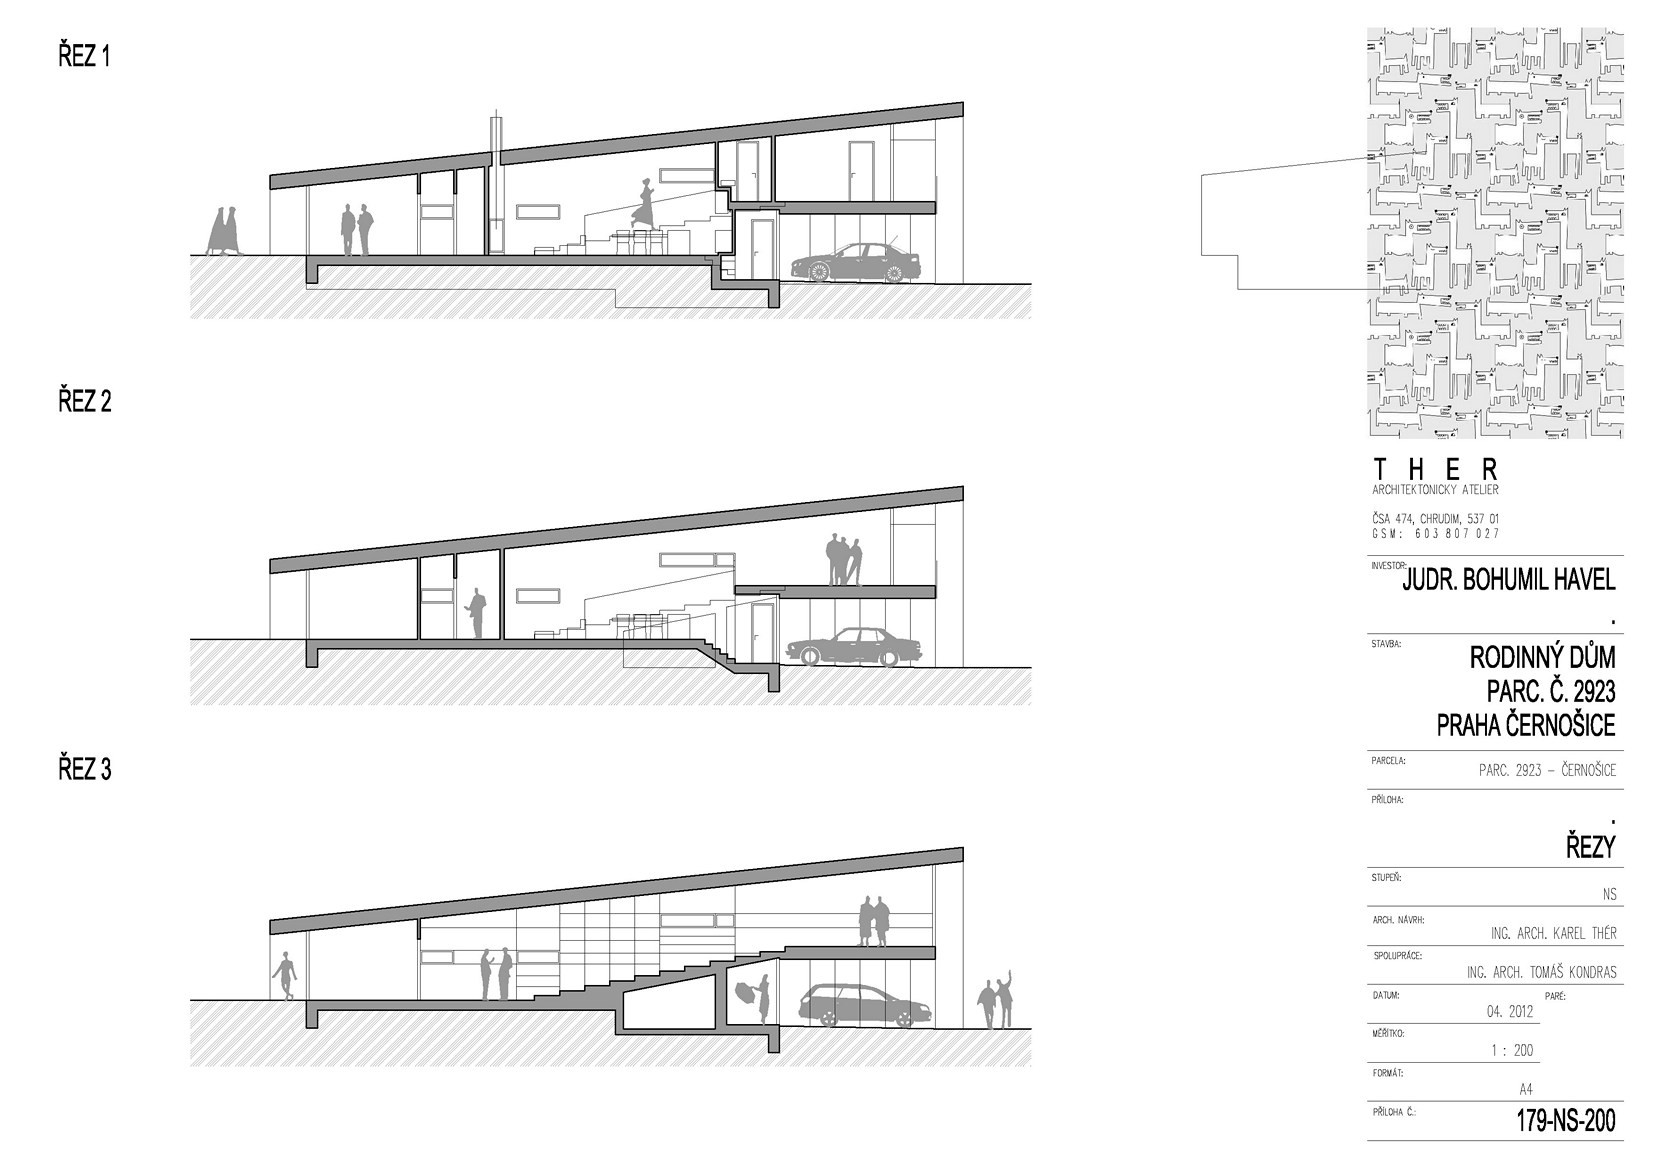 ŘEZ 1
ŘEZ 2
ŘEZ 3
T H E R
ARCHITEKTONICKÝ ATELIER
ČSA 474, CHRUDIM, 537 01
GSM: 603 807 027
INVESTOR:
JUDR. BOHUMIL HAVEL
.
STAVBA:
RODINNÝ DŮM
PARC. Č. 2923
PRAHA ČERNOŠICE
PARCELA:
PARC. 2923 – ČERNOŠICE
PŘÍLOHA:
.
ŘEZY
STUPEŇ:
NS
ARCH. NÁVRH:
ING. ARCH. KAREL THÉR
SPOLUPRÁCE:
ING. ARCH. TOMÁŠ KONDRAS
DATUM:
PARÉ:
04. 2012
MĚŘÍTKO:
1 : 200
FORMÁT:
A4
PŘÍLOHA Č.:
179-NS-200